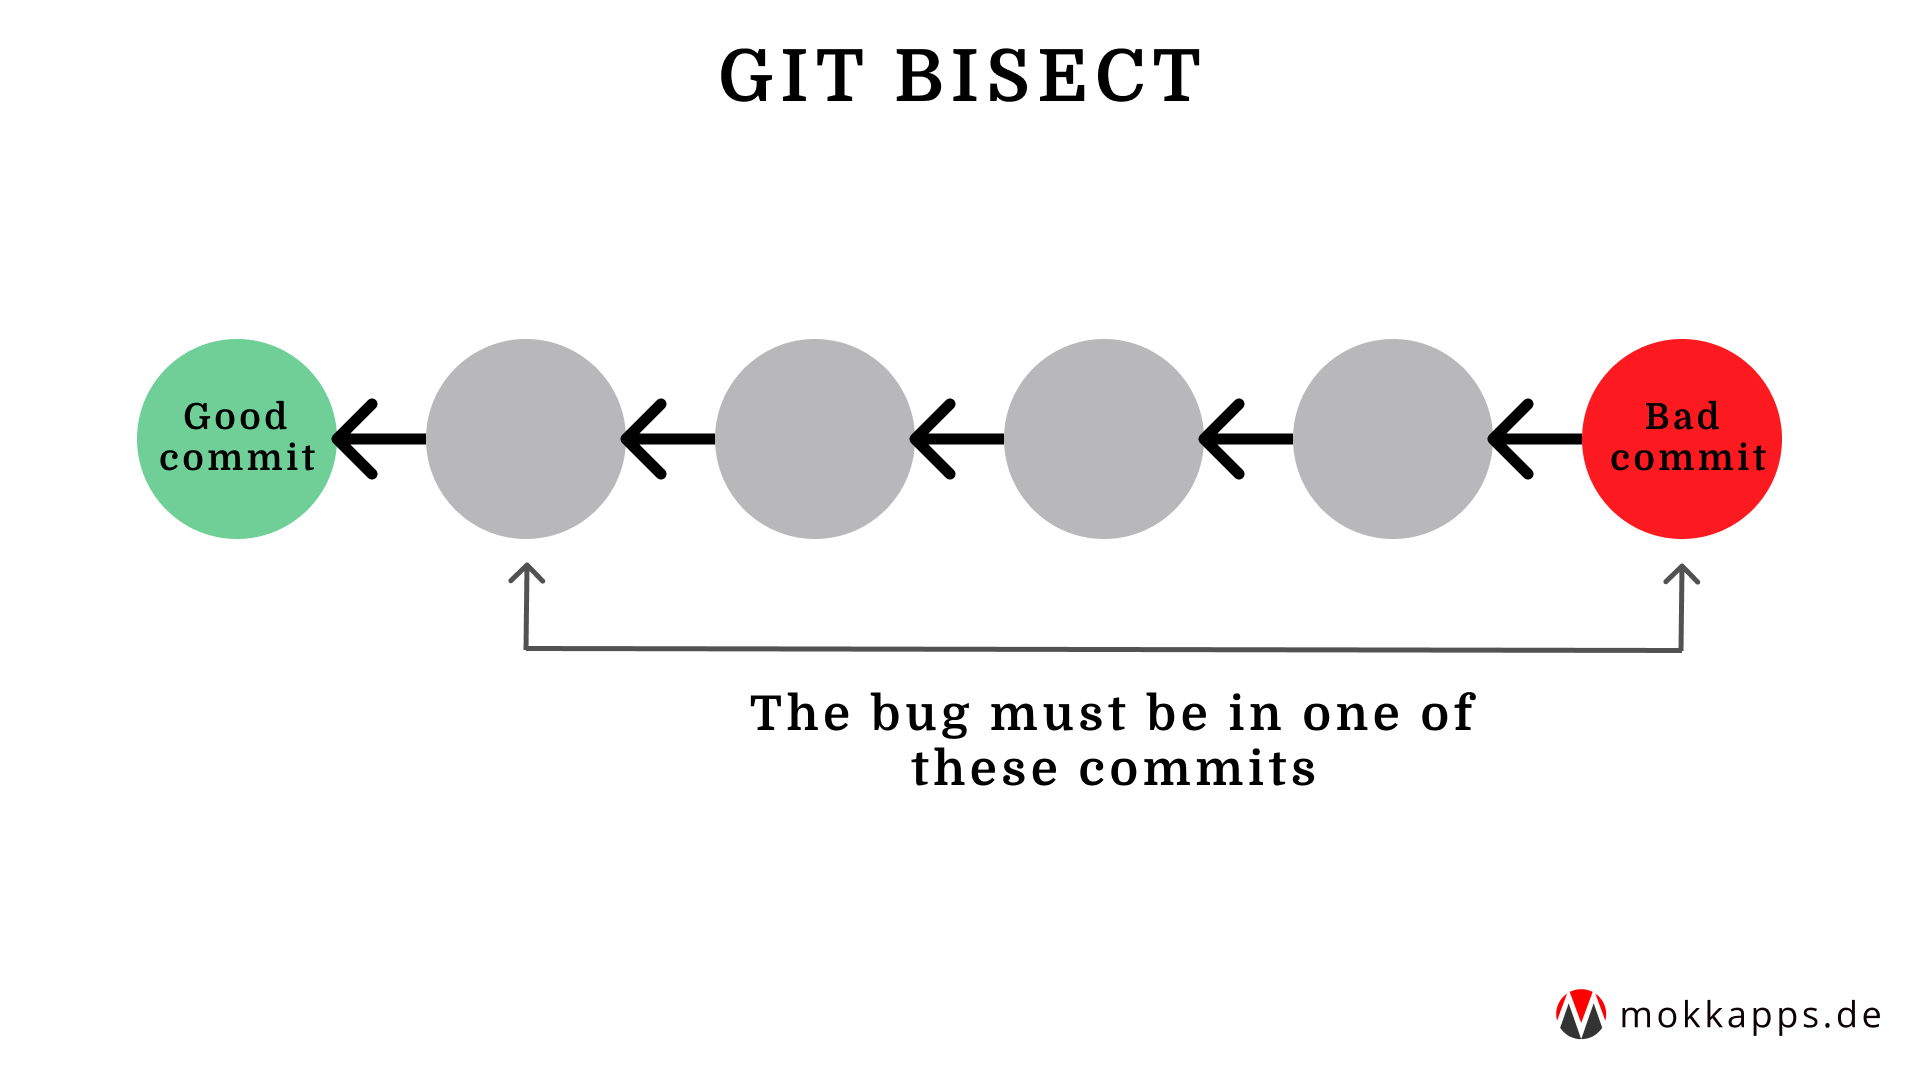 GIT BISECT
Good
commit
Bad
commit
The bug must be in one of
these commits
mokkapps.de